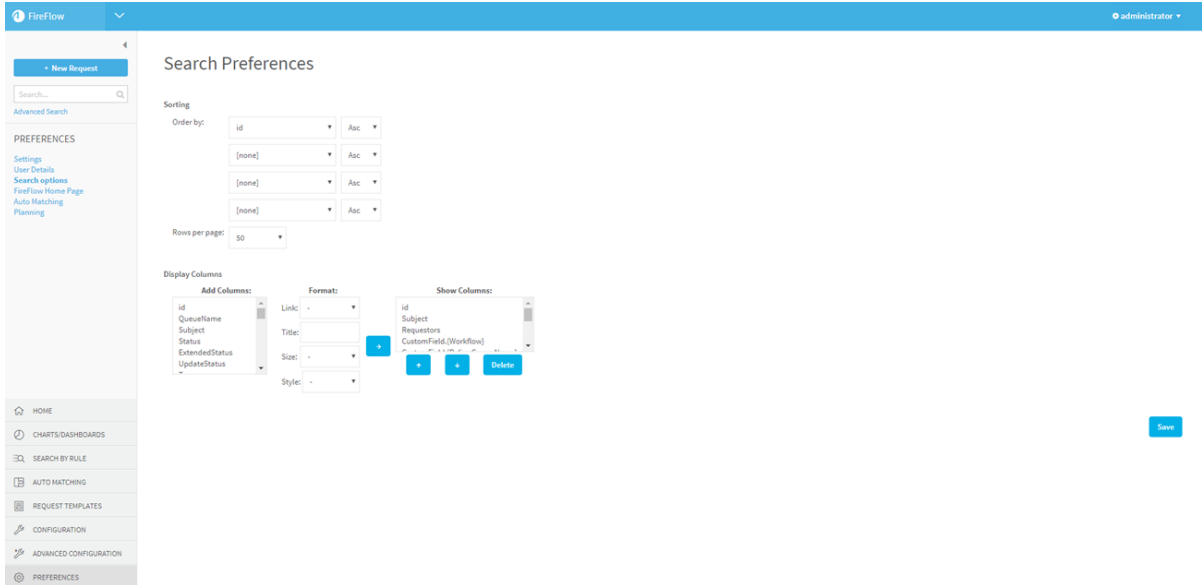 FireFlow
administrator
+ New Request
Search...
Advanced Search
PREFERENCES
Settings
User Details
Search options
FireFlow Home Page
Auto Matching
Planning
HOME
CHARTS/DASHBOARDS
SEARCH BY RULE
AUTO MATCHING
REQUEST TEMPLATES
CONFIGURATION
ADVANCED CONFIGURATION
PREFERENCES
Search Preferences
Sorting
Order by:
id Asc
[none] Asc
[none] Asc
[none] Asc
Rows per page: 50
Display Columns
Add Columns:
id
QueueName
Subject
Status
ExtendedStatus
UpdateStatus
Format:
Link: -
Title:
Size: -
Style: -
Show Columns:
id
Subject
Requestors
CustomField.{Workflow}
Delete
Save